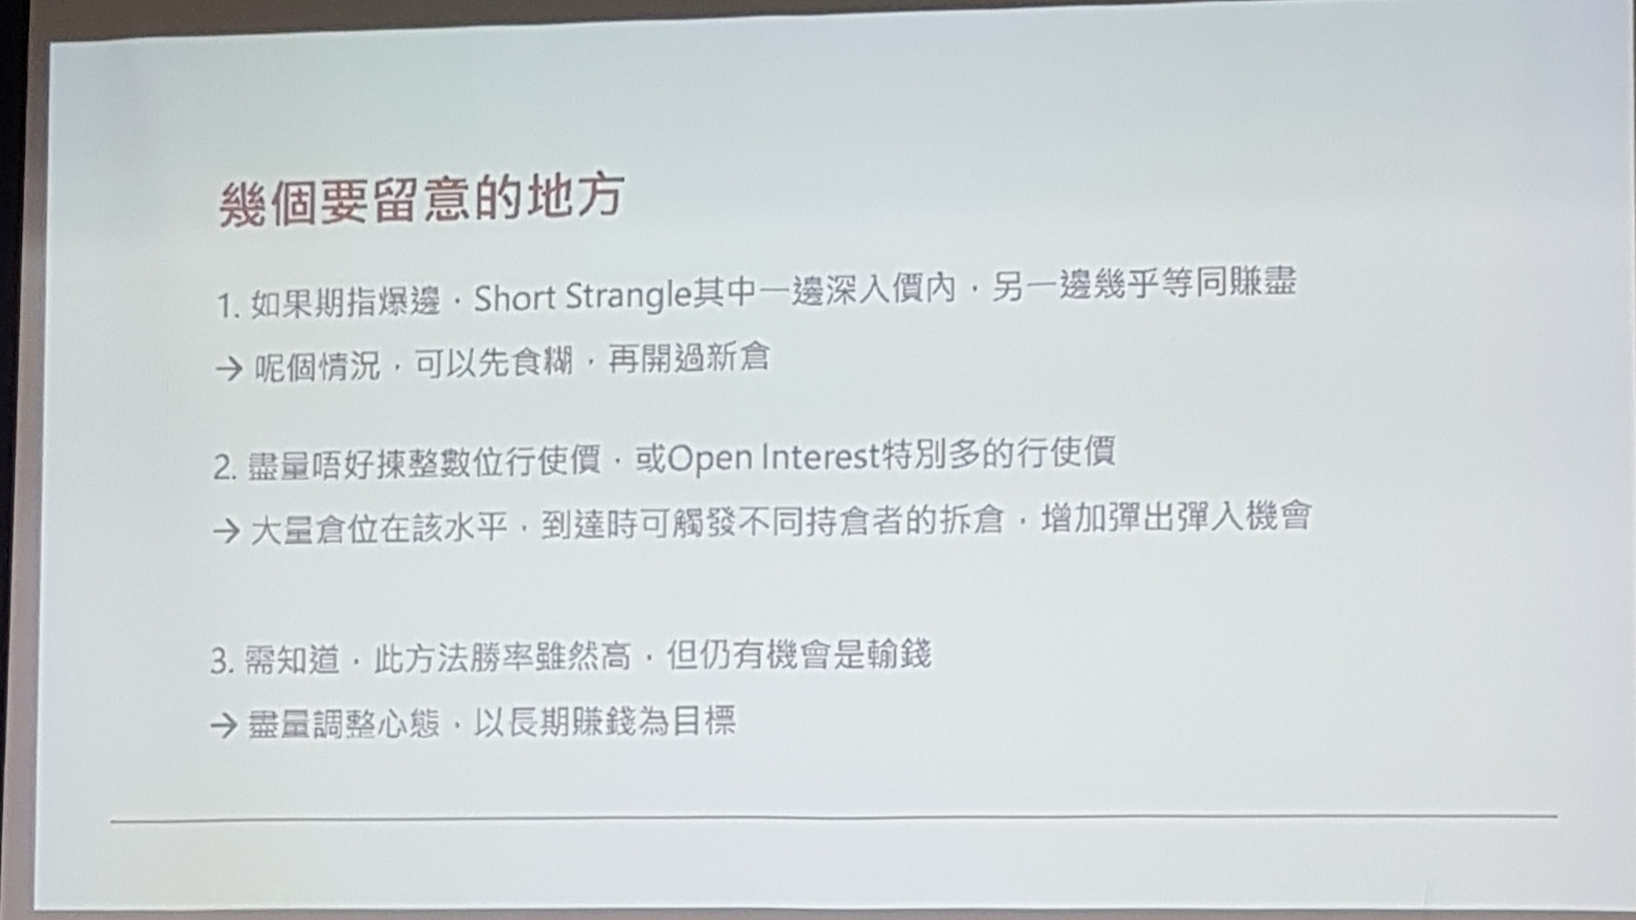 幾個要留意的地方
1. 如果期指爆邊，Short Strangle其中一邊深入價內，另一邊幾乎等同賺盡
→ 呢個情況，可以先食糊，再開過新倉
2. 盡量唔好揀整數位行使價，或Open Interest特別多的行使價
→ 大量倉位在該水平，到達時可觸發不同持倉者的拆倉，增加彈出彈入機會
3. 需知道，此方法勝率雖然高，但仍有機會是輸錢
→ 盡量調整心態，以長期賺錢為目標